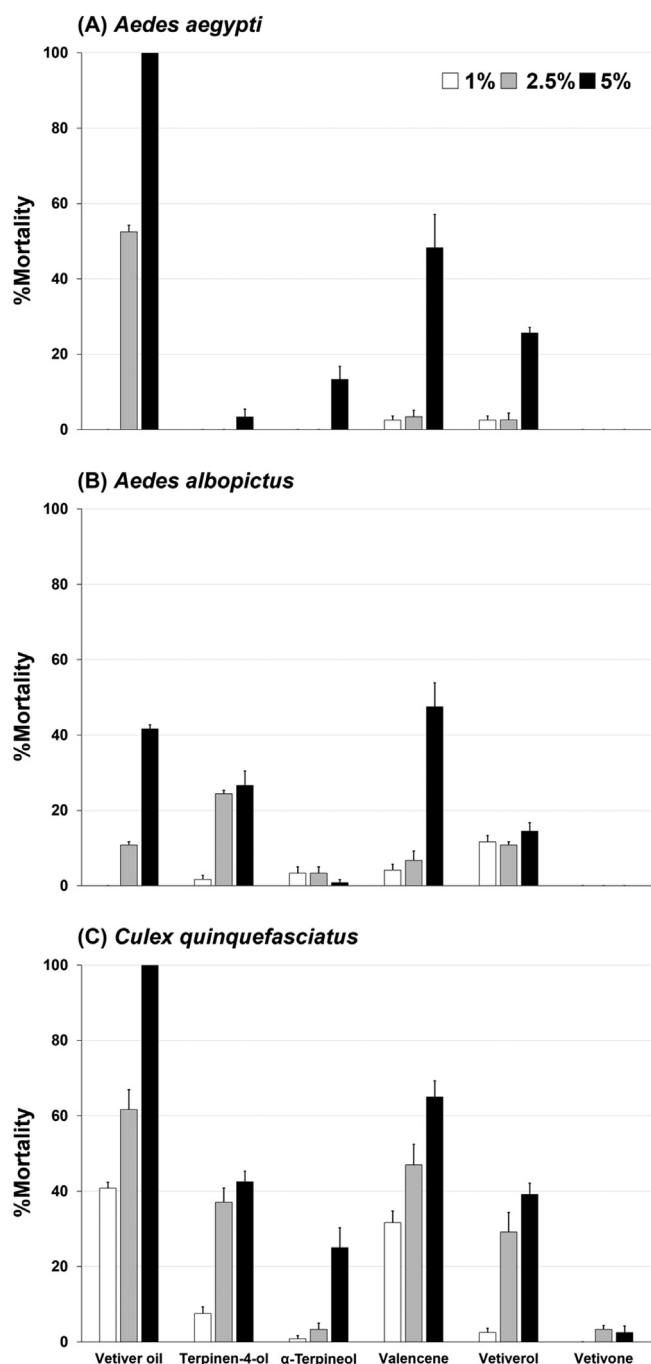 (A) Aedes aegypti
100
80
60
40
20
0
%Mortality
1% 2.5% 5%
(B) Aedes albopictus
100
80
60
40
20
0
%Mortality
(C) Culex quinquefasciatus
100
80
60
40
20
0
%Mortality
Vetiver oil Terpinen-4-ol α-Terpineol Valencene Vetiverol Vetivone